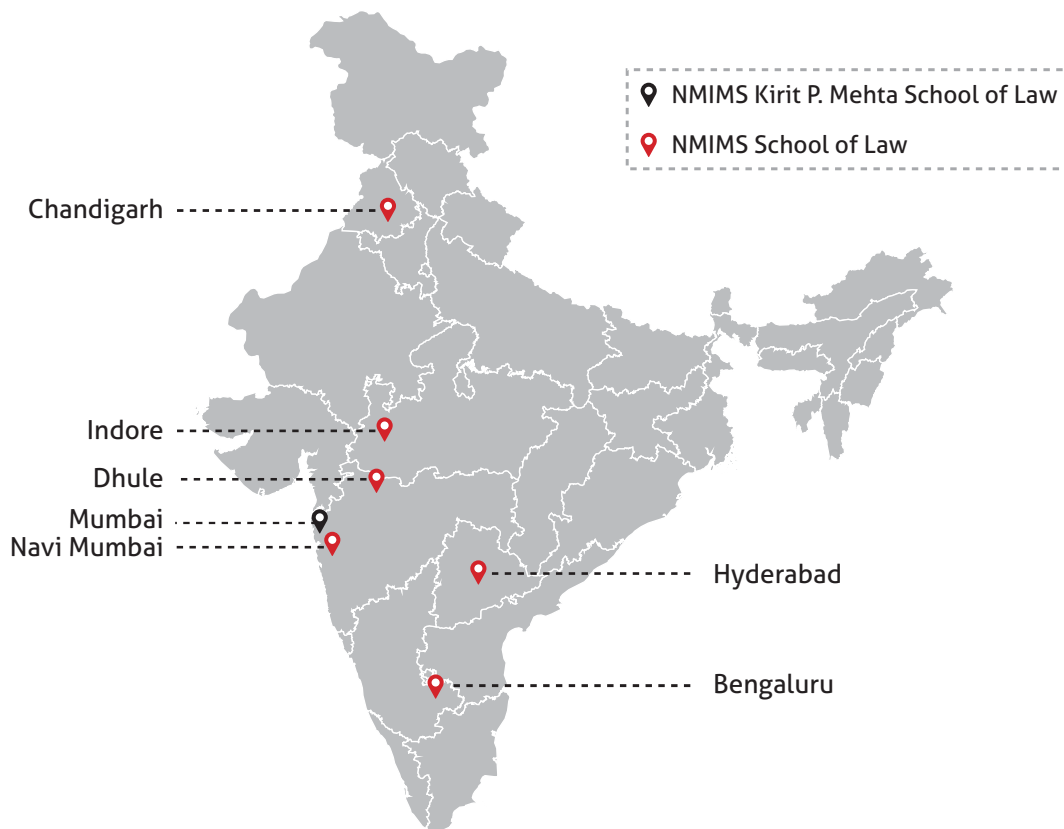 NMIMS Kirit P. Mehta School of Law
NMIMS School of Law
Chandigarh
Indore
Dhule
Mumbai
Navi Mumbai
Hyderabad
Bengaluru